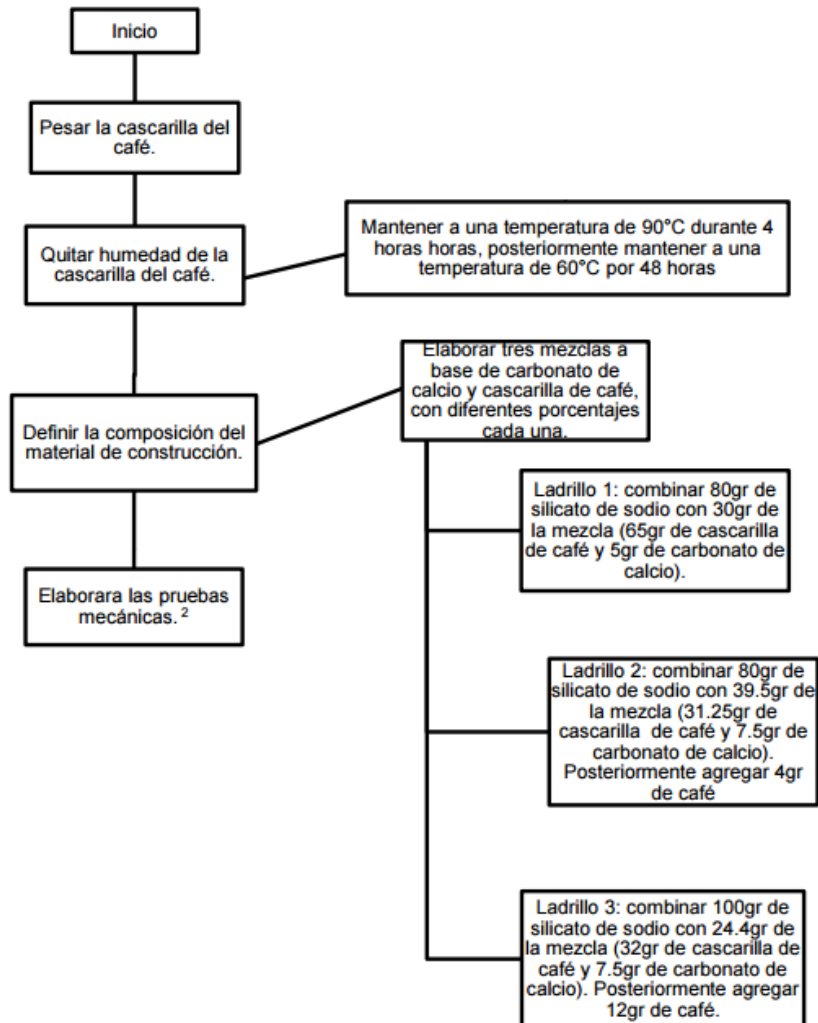 Inicio
Pesar la cascarilla del
café.
Quitar humedad de la
cascarilla del café.
Mantener a una temperatura de 90°C durante 4
horas horas, posteriormente mantener a una
temperatura de 60°C por 48 horas
Definir la composición del
material de construcción.
Elaborar tres mezclas a
base de carbonato de
calcio y cascarilla de café,
con diferentes porcentajes
cada una.
Ladrillo 1: combinar 80gr de
silicato de sodio con 30gr de
la mezcla (65gr de cascarilla
de café y 5gr de carbonato de
calcio).
Elaborara las pruebas
mecánicas. ²
Ladrillo 2: combinar 80gr de
silicato de sodio con 39.5gr de
la mezcla (31.25gr de
cascarilla de café y 7.5gr de
carbonato de calcio).
Posteriormente agregar 4gr
de café
Ladrillo 3: combinar 100gr de
silicato de sodio con 24.4gr de
la mezcla (32gr de cascarilla de
café y 7.5gr de carbonato de
calcio). Posteriormente agregar
12gr de café.